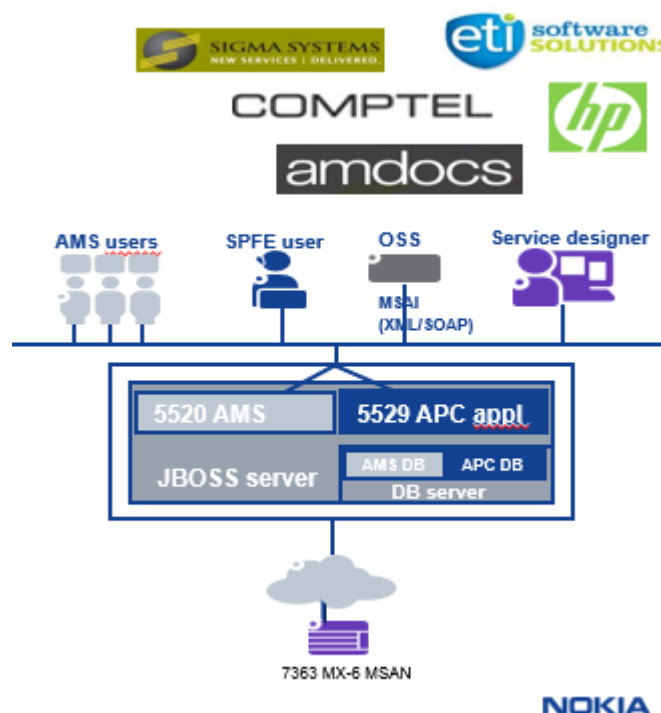 SIGMA SYSTEMS
NEW SERVICES | DELIVERED.
eti software
SOLUTIONS
COMPTEL
hp
amdocs
AMS users
SPFE user
OSS
Service designer
MSAI
(XML/SOAP)
5520 AMS
5529 APC appl
JBOSS server
AMS DB
APC DB
DB server
7363 MX-6 MSAN
NOKIA